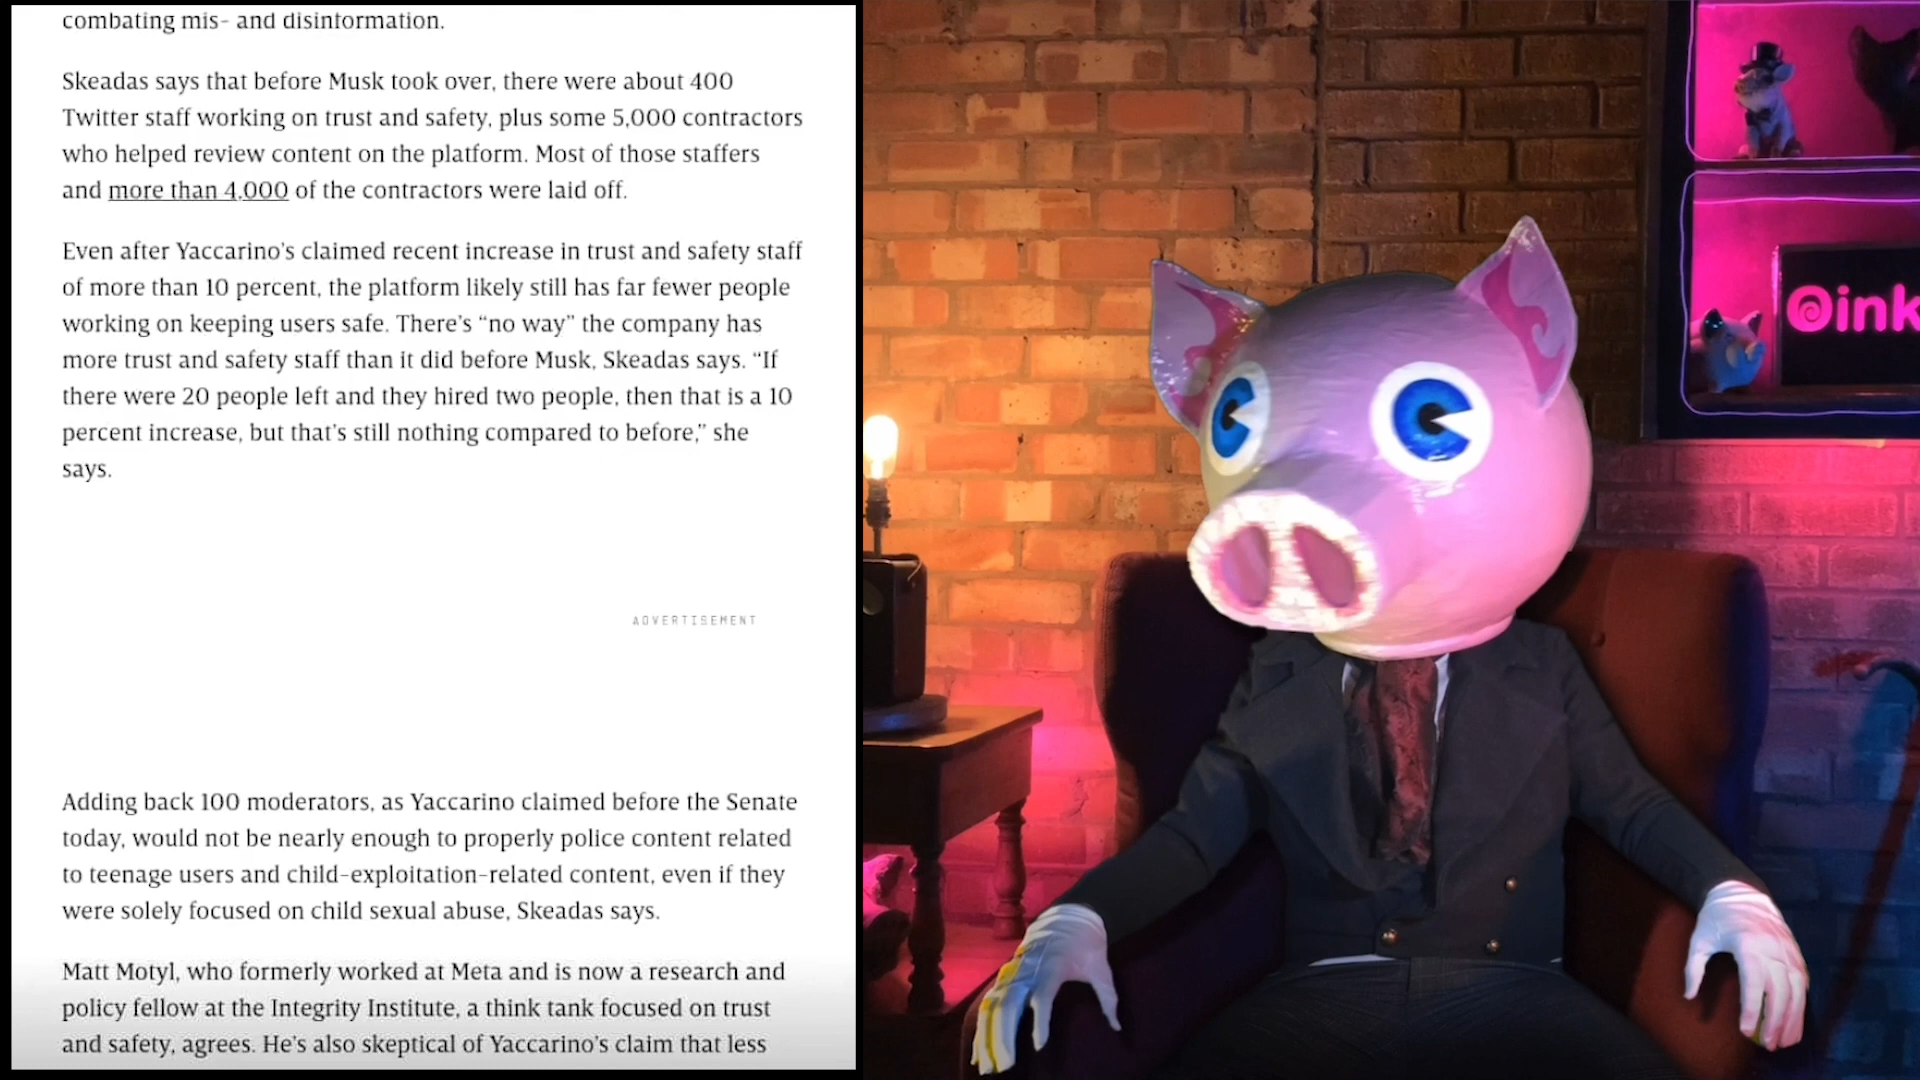 combating mis- and disinformation.
Skeadas says that before Musk took over, there were about 400
Twitter staff working on trust and safety, plus some 5,000 contractors
who helped review content on the platform. Most of those staffers
and more than 4,000 of the contractors were laid off.
Even after Yaccarino’s claimed recent increase in trust and safety staff
of more than 10 percent, the platform likely still has far fewer people
working on keeping users safe. There’s “no way” the company has
more trust and safety staff than it did before Musk, Skeadas says. “If
there were 20 people left and they hired two people, then that is a 10
percent increase, but that’s still nothing compared to before,” she
says.
ADVERTISEMENT
Adding back 100 moderators, as Yaccarino claimed before the Senate
today, would not be nearly enough to properly police content related
to teenage users and child-exploitation-related content, even if they
were solely focused on child sexual abuse, Skeadas says.
Matt Motyl, who formerly worked at Meta and is now a research and
policy fellow at the Integrity Institute, a think tank focused on trust
and safety, agrees. He’s also skeptical of Yaccarino’s claim that less
Oink